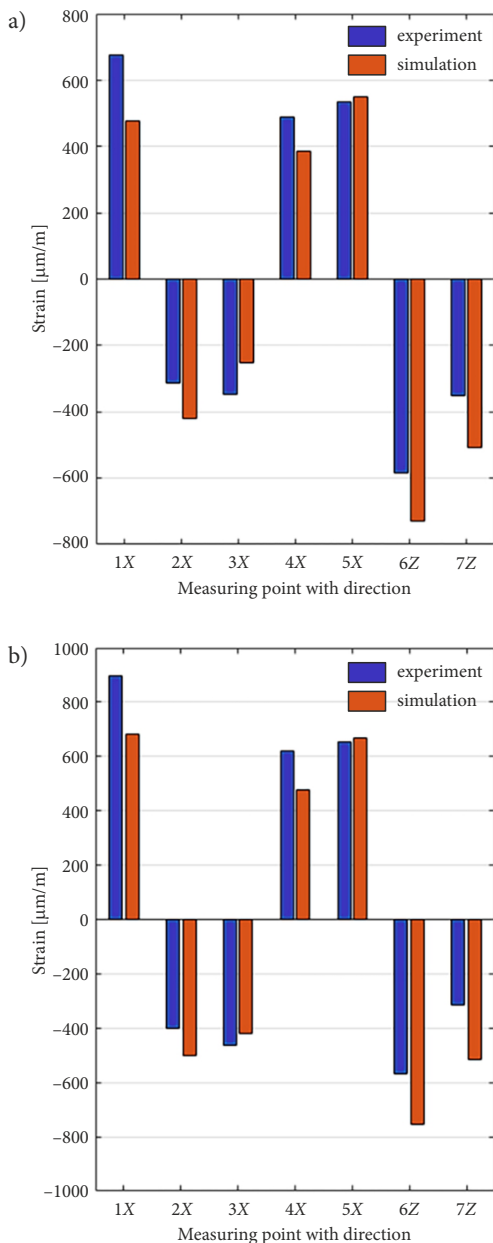 a)
800
600
400
200
0
−200
−400
−600
−800
Strain [µm/m]
experiment
simulation
1X 2X 3X 4X 5X 6Z 7Z
Measuring point with direction
b)
1000
800
600
400
200
0
−200
−400
−600
−800
−1000
Strain [µm/m]
experiment
simulation
1X 2X 3X 4X 5X 6Z 7Z
Measuring point with direction